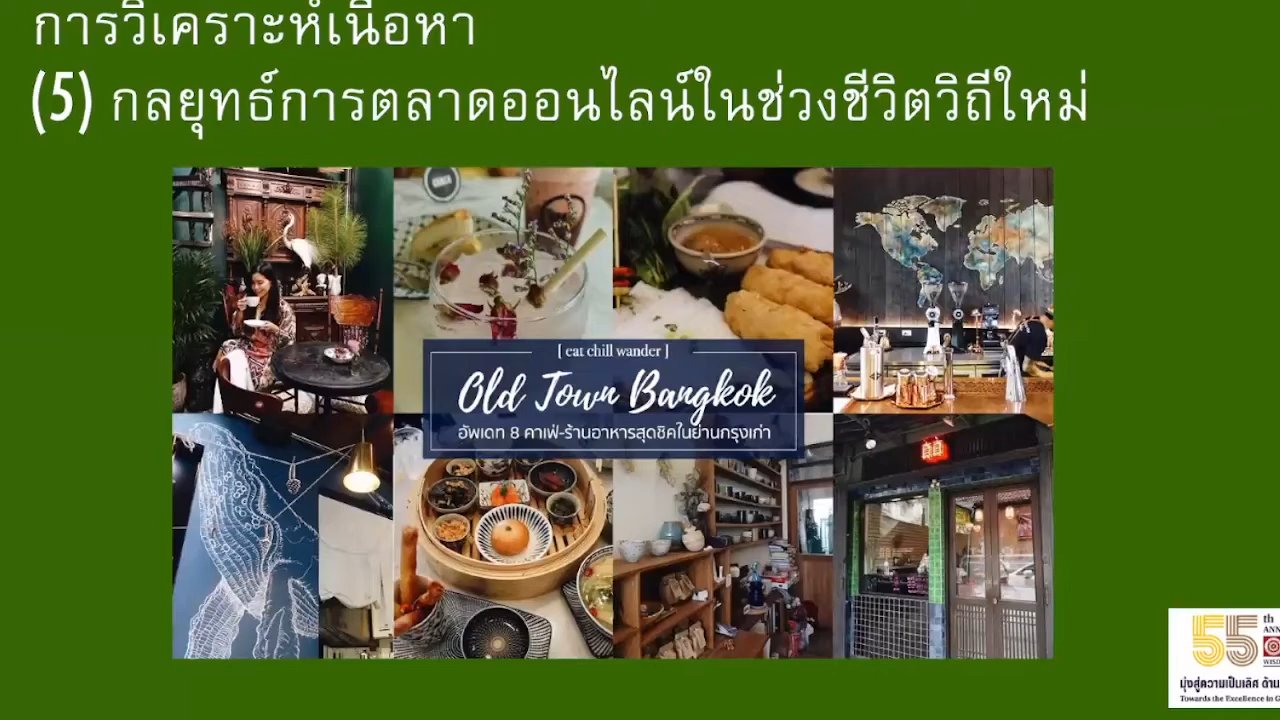 การวิเคราะห์เนื้อหา
(5) กลยุทธ์การตลาดออนไลน์ในช่วงชีวิตวิถีใหม่
[ eat chill wander ]
Old Town Bangkok
อัพเดท 8 คาเฟ่-ร้านอาหารสุดชิคในย่านกรุงเก่า
55th
ANN
WISD
มุ่งสู่ความเป็นเลิศ ด้าน
Towards the Excellence in G